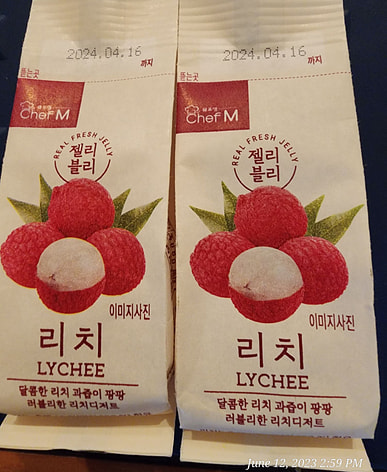 2024.04.16 까지
뜯는곳
쉐프엠
Chef M
REAL FRESH JELLY
젤리
블리
이미지사진
리치
LYCHEE
달콤한 리치 과즙이 팡팡
러블리한 리치디저트
2024.04.16 까지
뜯는곳
쉐프엠
Chef M
REAL FRESH JELLY
젤리
블리
이미지사진
리치
LYCHEE
달콤한 리치 과즙이 팡팡
러블리한 리치디저트
June 12, 2023 2:59 PM